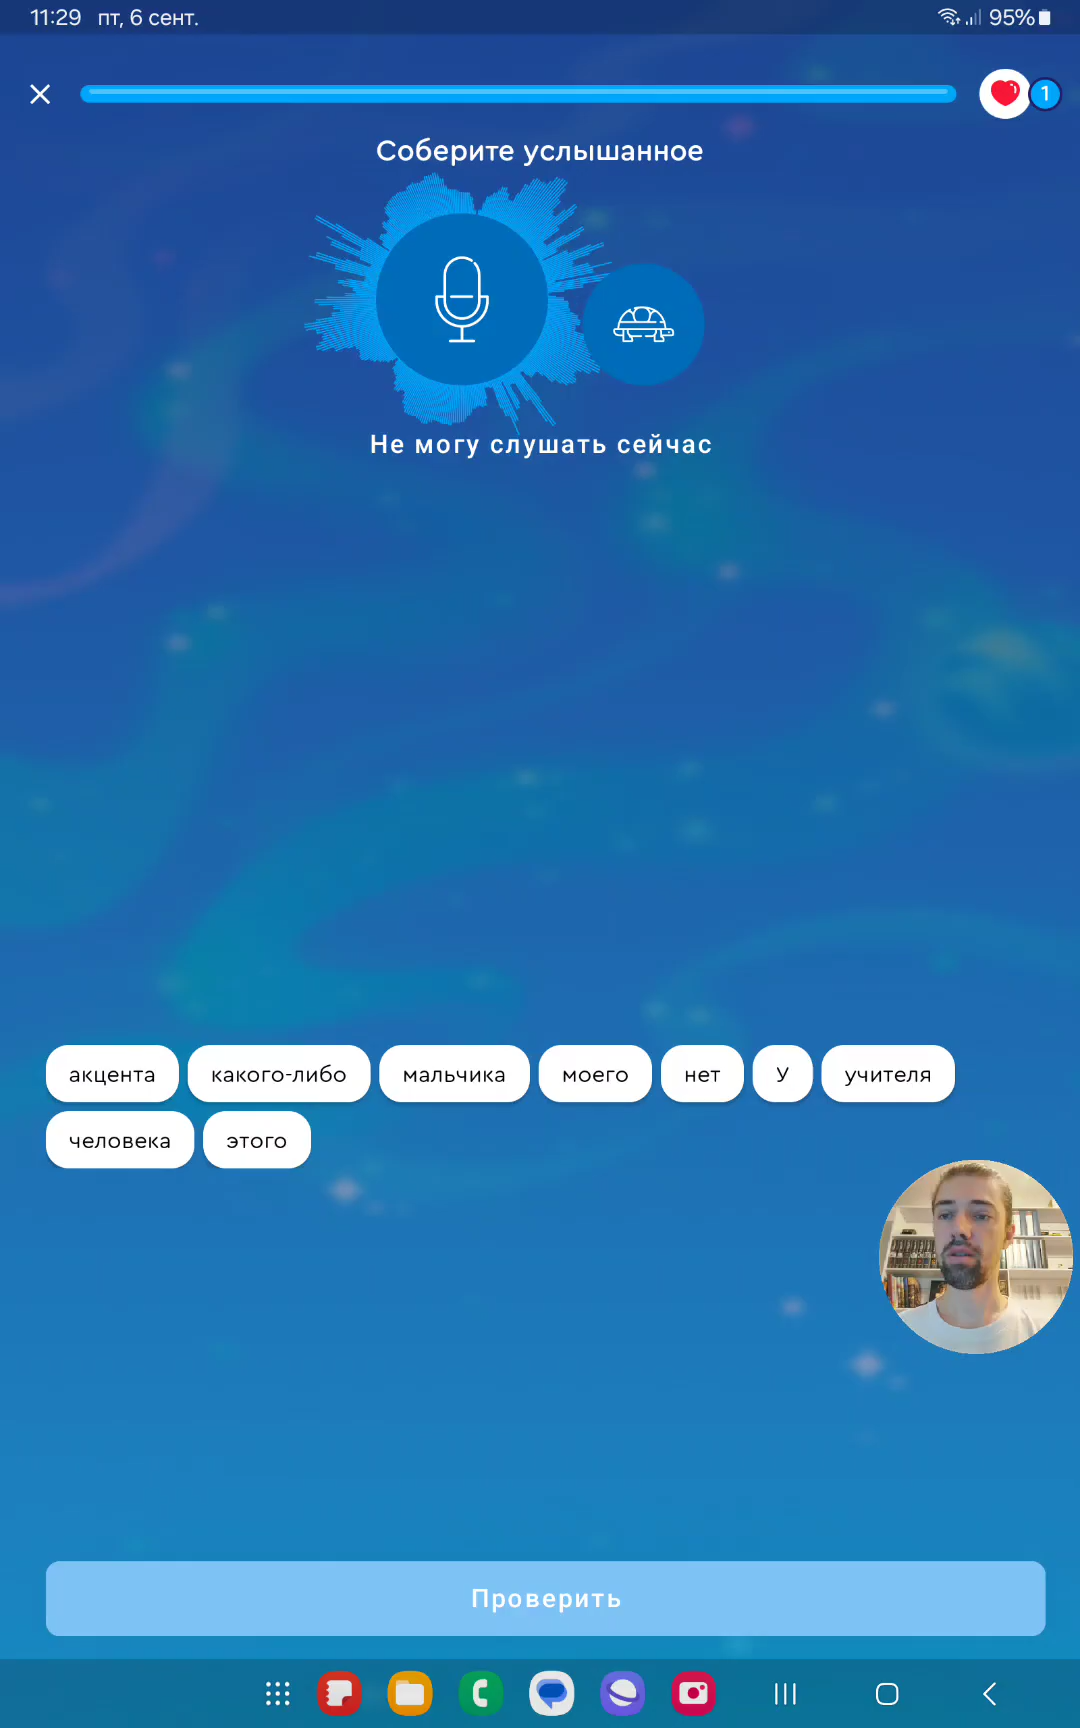 11:29 пт, 6 сент. 95%
1
Соберите услышанное
Не могу слушать сейчас
акцента какого-либо мальчика моего нет У учителя
человека этого
Проверить